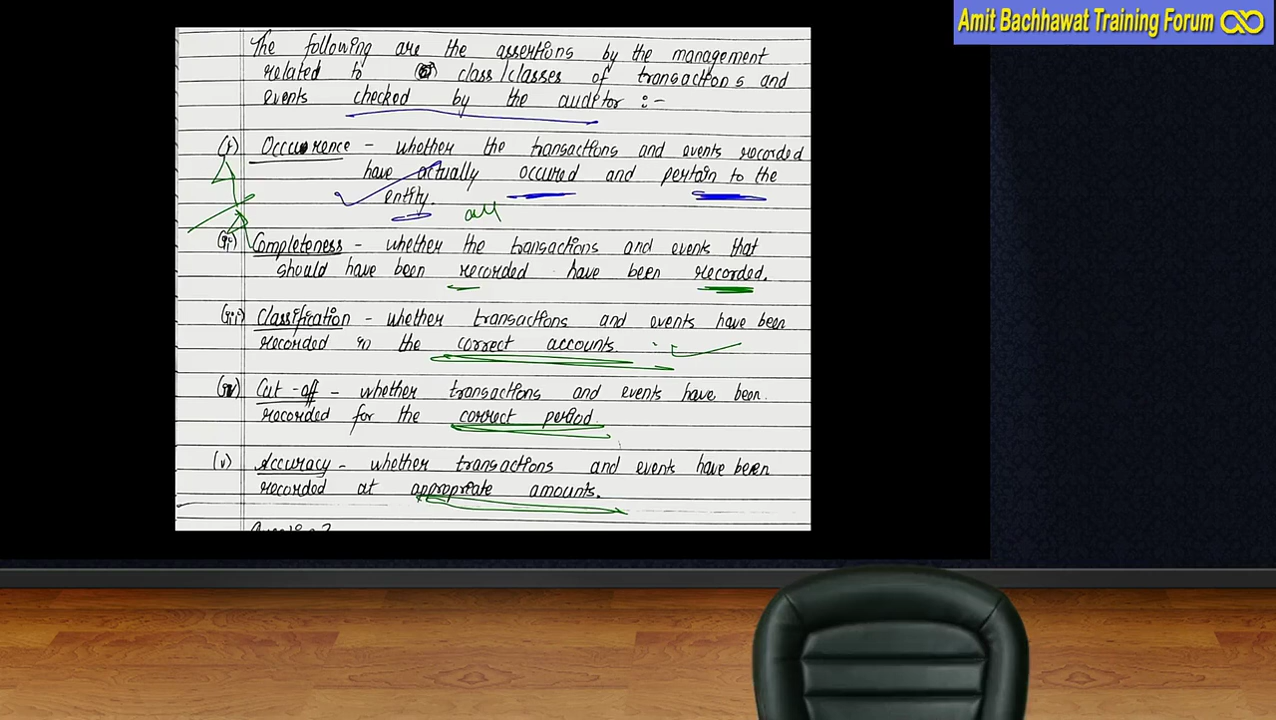 Amit Bachhawat Training Forum
The following are the assertions by the management
related to class/classes of transactions and
events checked by the auditor :-
(i) Occurrence - whether the transactions and events recorded
have actually occured and pertain to the
entity.
all
(ii) Completeness - whether the transactions and events that
should have been recorded have been recorded.
(iii) Classification - whether transactions and events have been
recorded in the correct accounts.
(iv) Cut-off - whether transactions and events have been
recorded for the correct period.
(v) Accuracy - whether transactions and events have been
recorded at appropriate amounts.